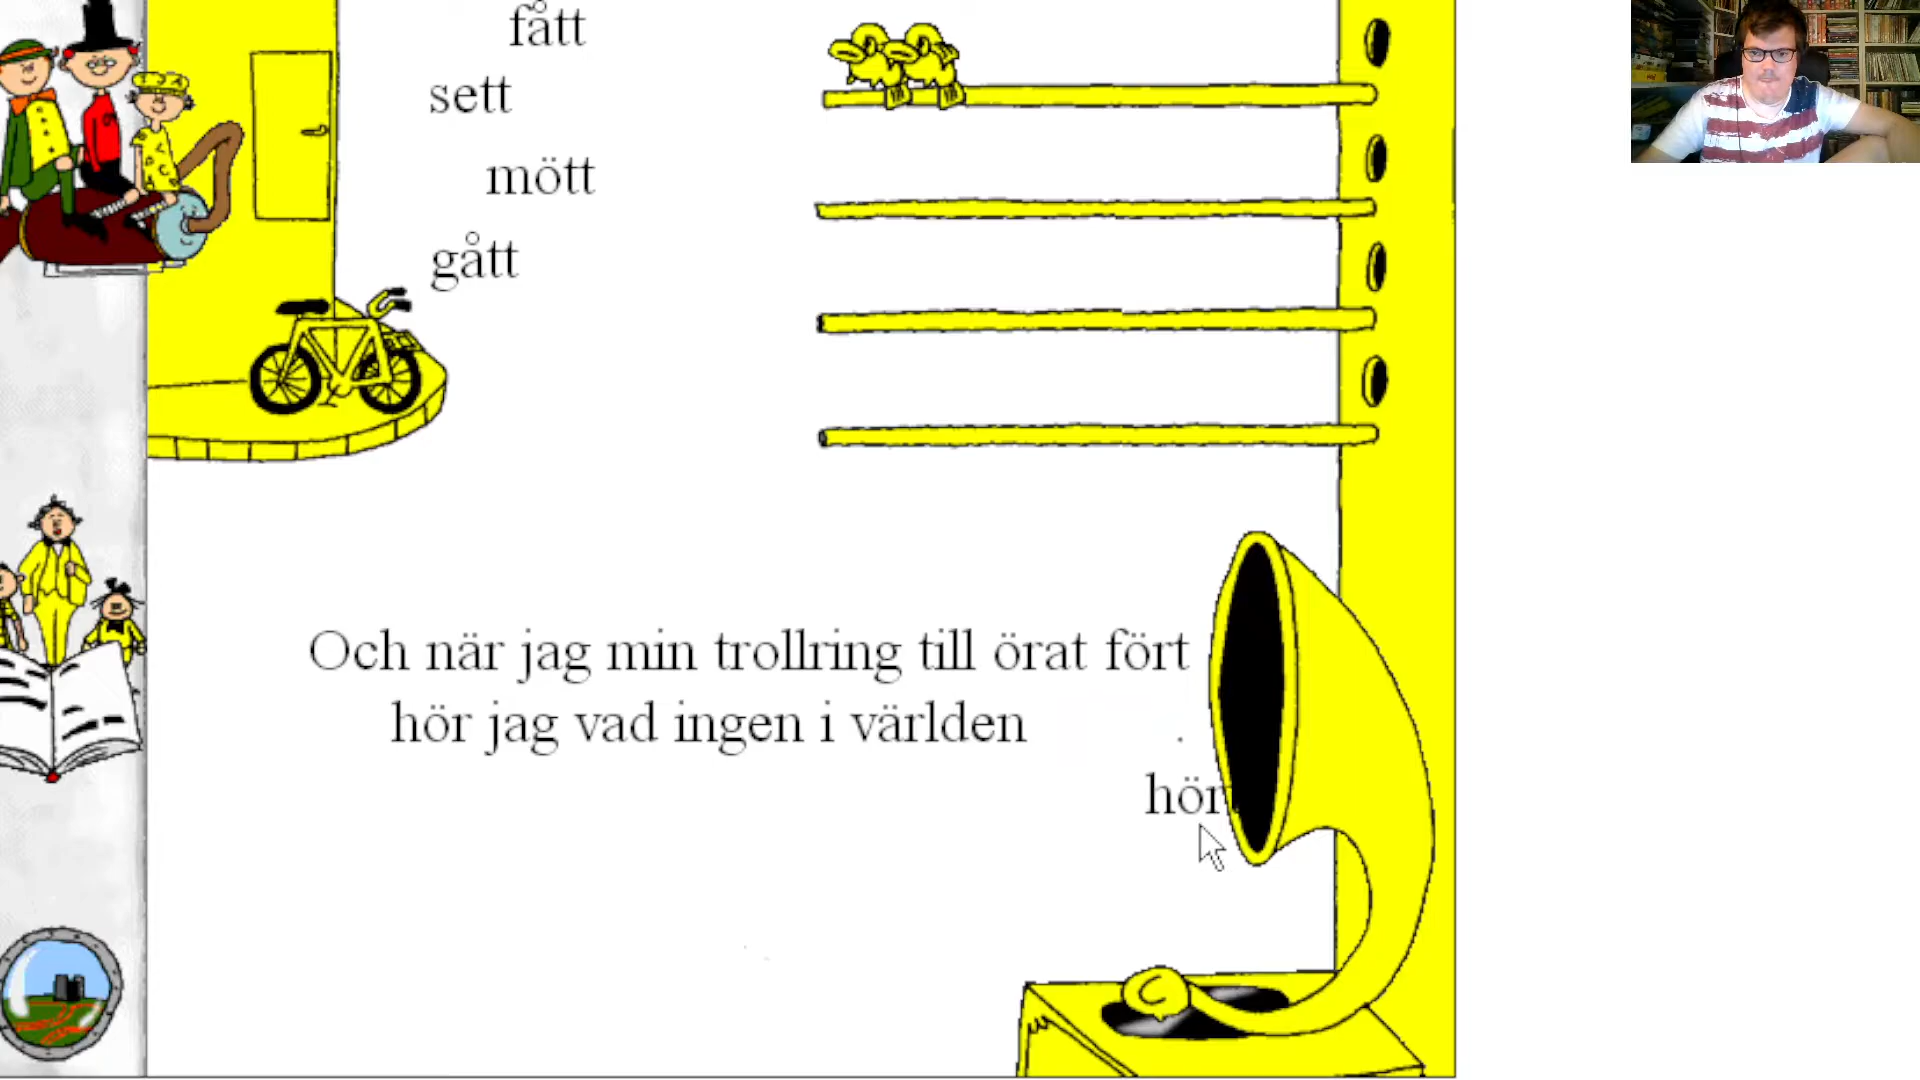 fått
sett
mött
gått
Och när jag min trollring till örat fört
hör jag vad ingen i världen .
hör